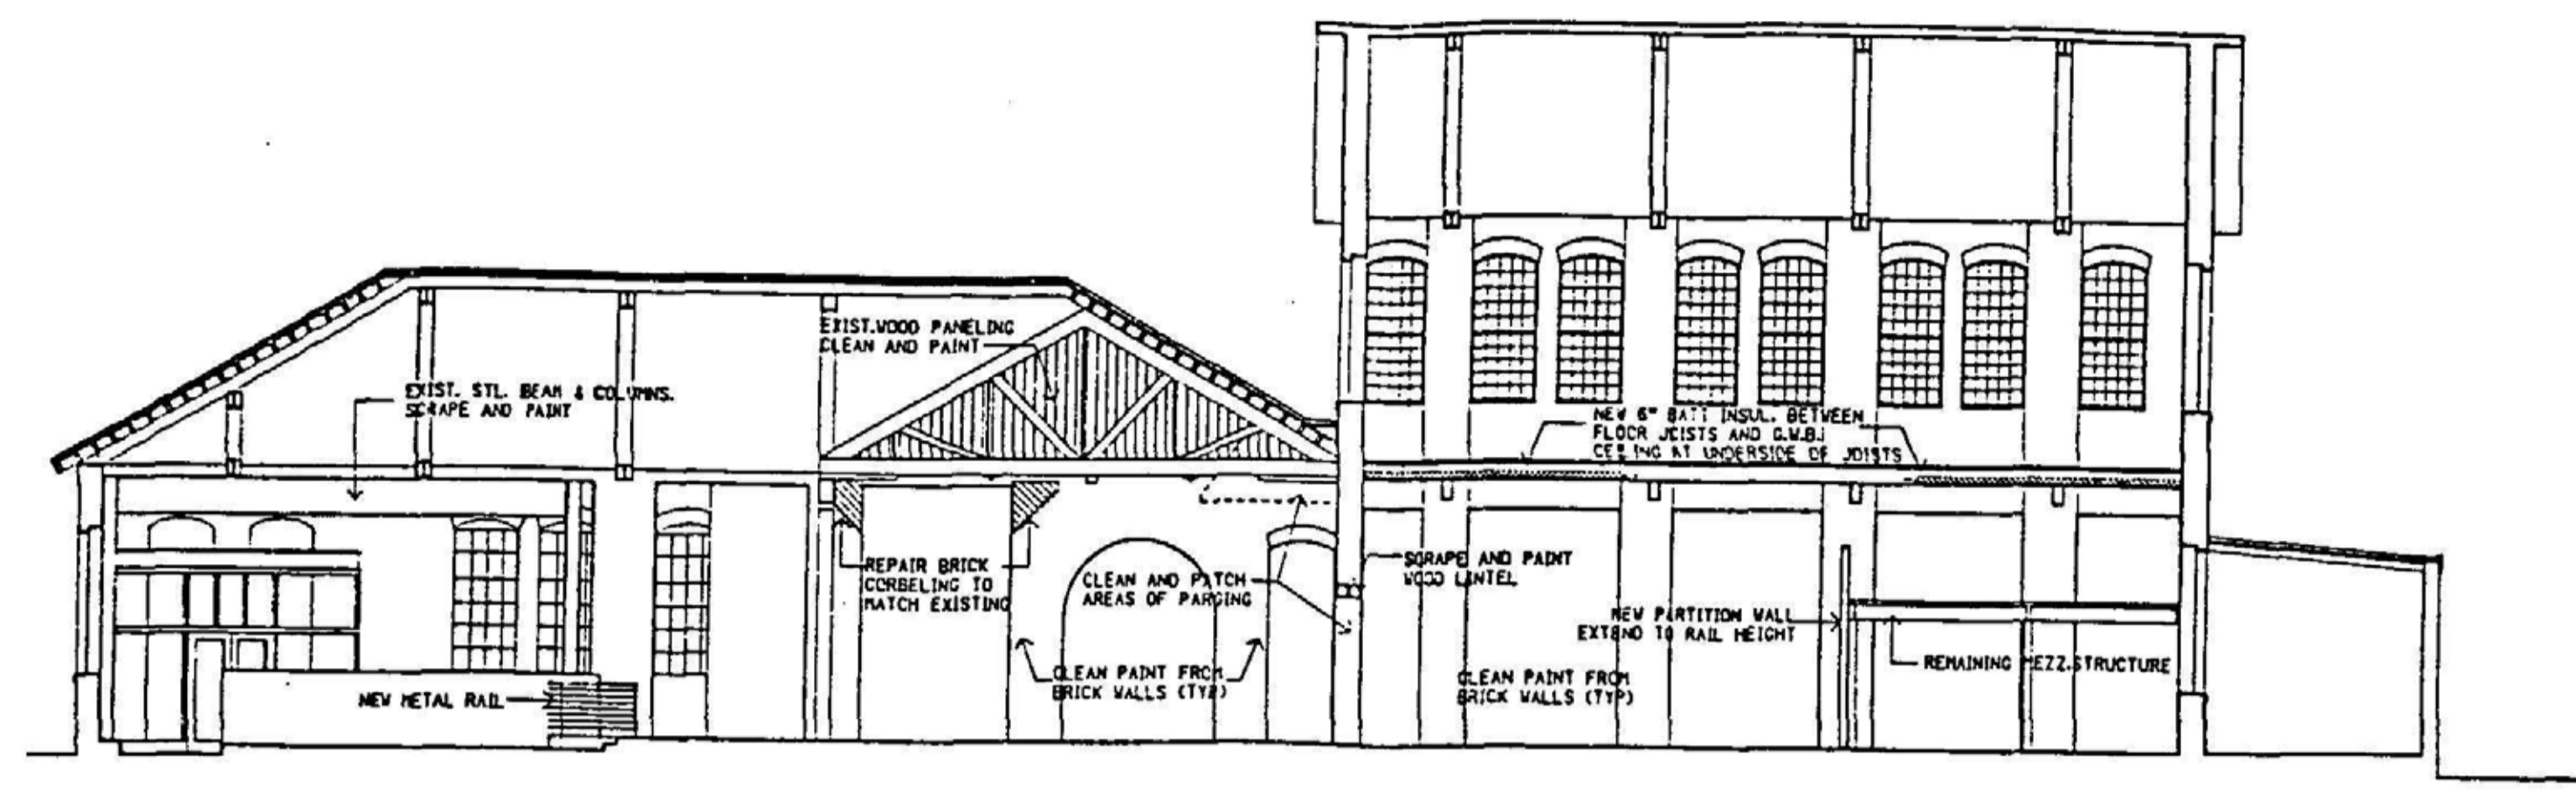 EXIST. WOOD PANELING
CLEAN AND PAINT
EXIST. STL. BEAM & COLUMNS.
SCRAPE AND PAINT
NEW 6" BATT INSUL. BETWEEN
FLOOR JOISTS AND G.W.B.
CEILING AT UNDERSIDE OF JOISTS
REPAIR BRICK
CORBELING TO
MATCH EXISTING
CLEAN AND PATCH
AREAS OF PARGING
SCRAPE AND PAINT
WOOD LINTEL
NEW PARTITION WALL
EXTEND TO RAIL HEIGHT
REMAINING MEZZ. STRUCTURE
NEW METAL RAIL
CLEAN PAINT FROM
BRICK WALLS (TYP)
CLEAN PAINT FROM
BRICK WALLS (TYP)